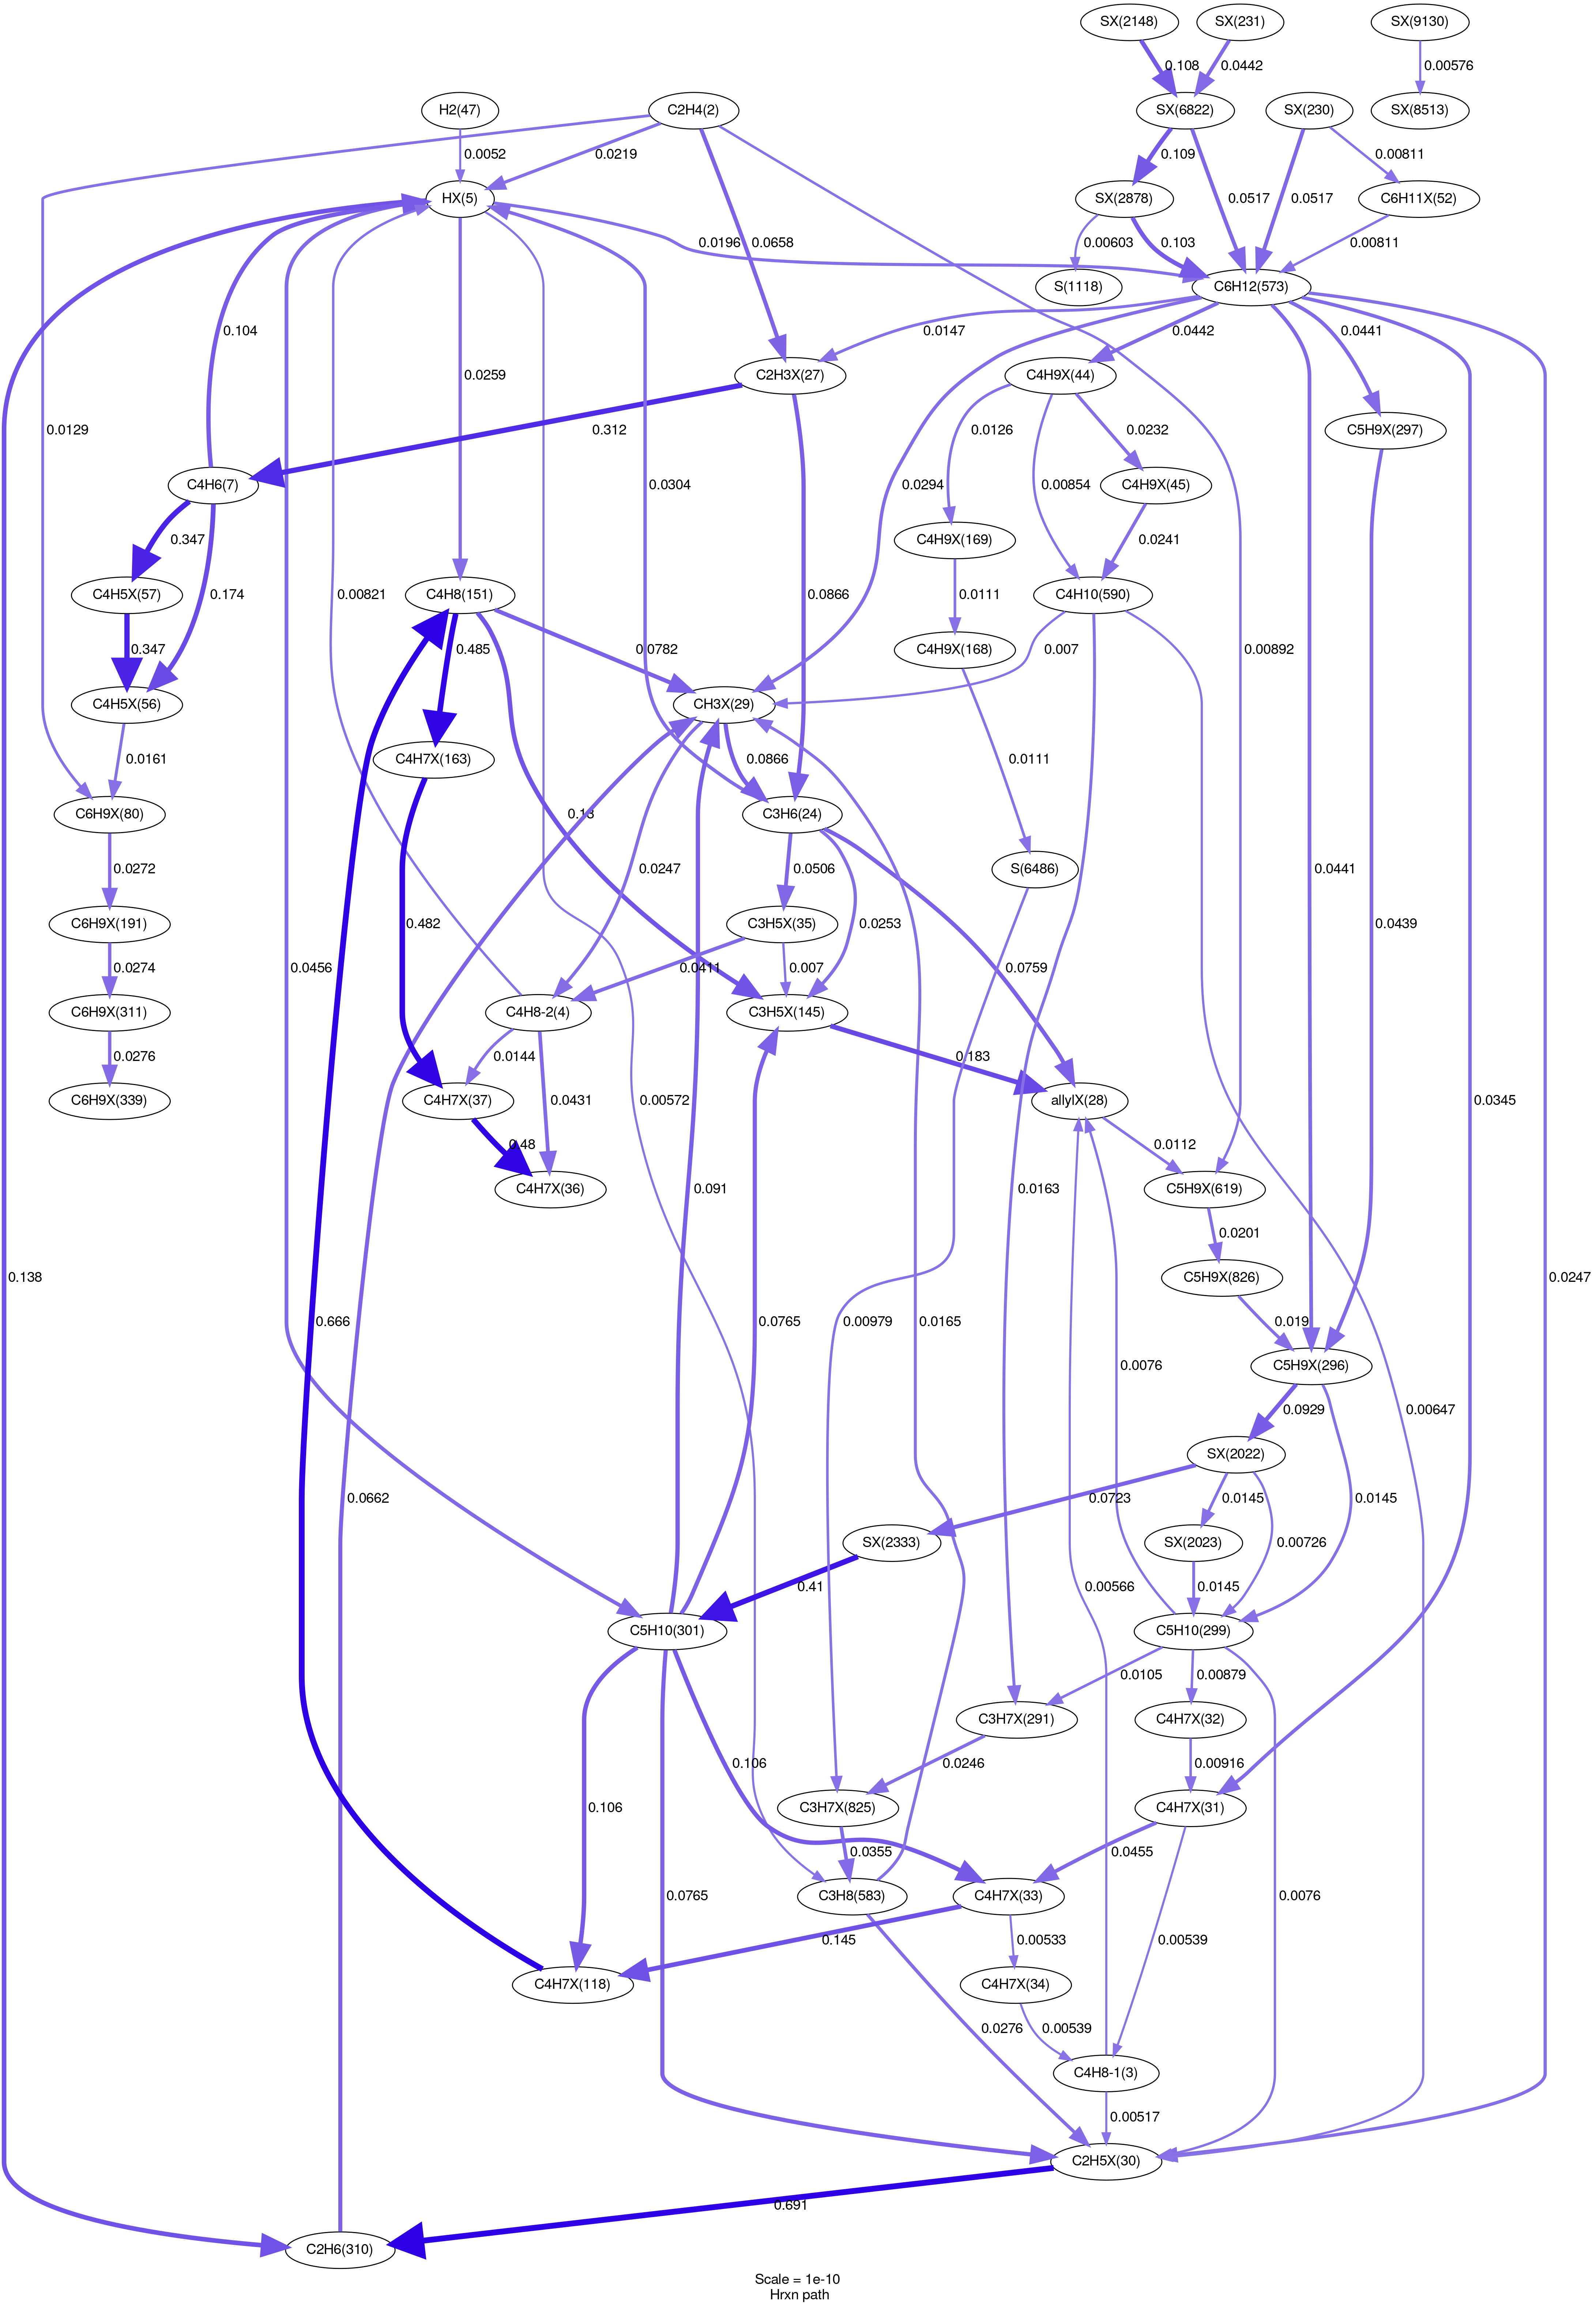 SX(2148)
SX(231)
SX(9130)
0.108
0.0442
0.00576
H2(47)
C2H4(2)
SX(6822)
SX(230)
SX(8513)
0.0052
0.0219
0.109
0.00811
HX(5)
SX(2878)
0.0517
0.0517
C6H11X(52)
0.0196
0.0658
0.00603
0.103
0.00811
S(1118)
C6H12(573)
0.104
0.0147
0.0442
0.0441
0.0259
C2H3X(27)
C4H9X(44)
0.0129
0.312
0.0126
0.0232
C5H9X(297)
C4H6(7)
0.0304
0.0294
0.00854
C4H9X(45)
0.347
C4H9X(169)
0.0241
C4H5X(57)
0.174
0.00821
C4H8(151)
0.0866
0.0111
C4H10(590)
0.347
0.485
0.0782
C4H9X(168)
0.007
0.00892
C4H5X(56)
CH3X(29)
0.0161
C4H7X(163)
0.0866
0.0111
C6H9X(80)
0.13
C3H6(24)
0.0272
0.0247
0.0506
S(6486)
0.0441
0.0439
C6H9X(191)
0.482
C3H5X(35)
0.0253
0.0274
0.0456
0.0411
0.007
0.0759
C6H9X(311)
C4H8-2(4)
C3H5X(145)
0.0276
0.0144
0.183
C6H9X(339)
C4H7X(37)
0.0431
0.00572
allylX(28)
0.0345
0.48
0.0112
C4H7X(36)
0.091
0.0163
C5H9X(619)
0.0201
0.138
C5H9X(826)
0.0247
0.666
0.0765
0.00979
0.0165
0.0076
0.019
C5H9X(296)
0.0929
0.00647
SX(2022)
0.0662
0.0723
0.0145
0.0145
SX(2333)
SX(2023)
0.00726
0.41
0.00566
0.0145
C5H10(301)
C5H10(299)
0.0105
0.00879
C3H7X(291)
C4H7X(32)
0.106
0.0246
0.00916
0.106
C3H7X(825)
C4H7X(31)
0.0355
0.0455
0.0765
C3H8(583)
C4H7X(33)
0.0076
0.145
0.00533
0.00539
C4H7X(118)
C4H7X(34)
0.0276
0.00539
C4H8-1(3)
0.00517
C2H5X(30)
0.691
C2H6(310)
Scale = 1e-10
Hrxn path